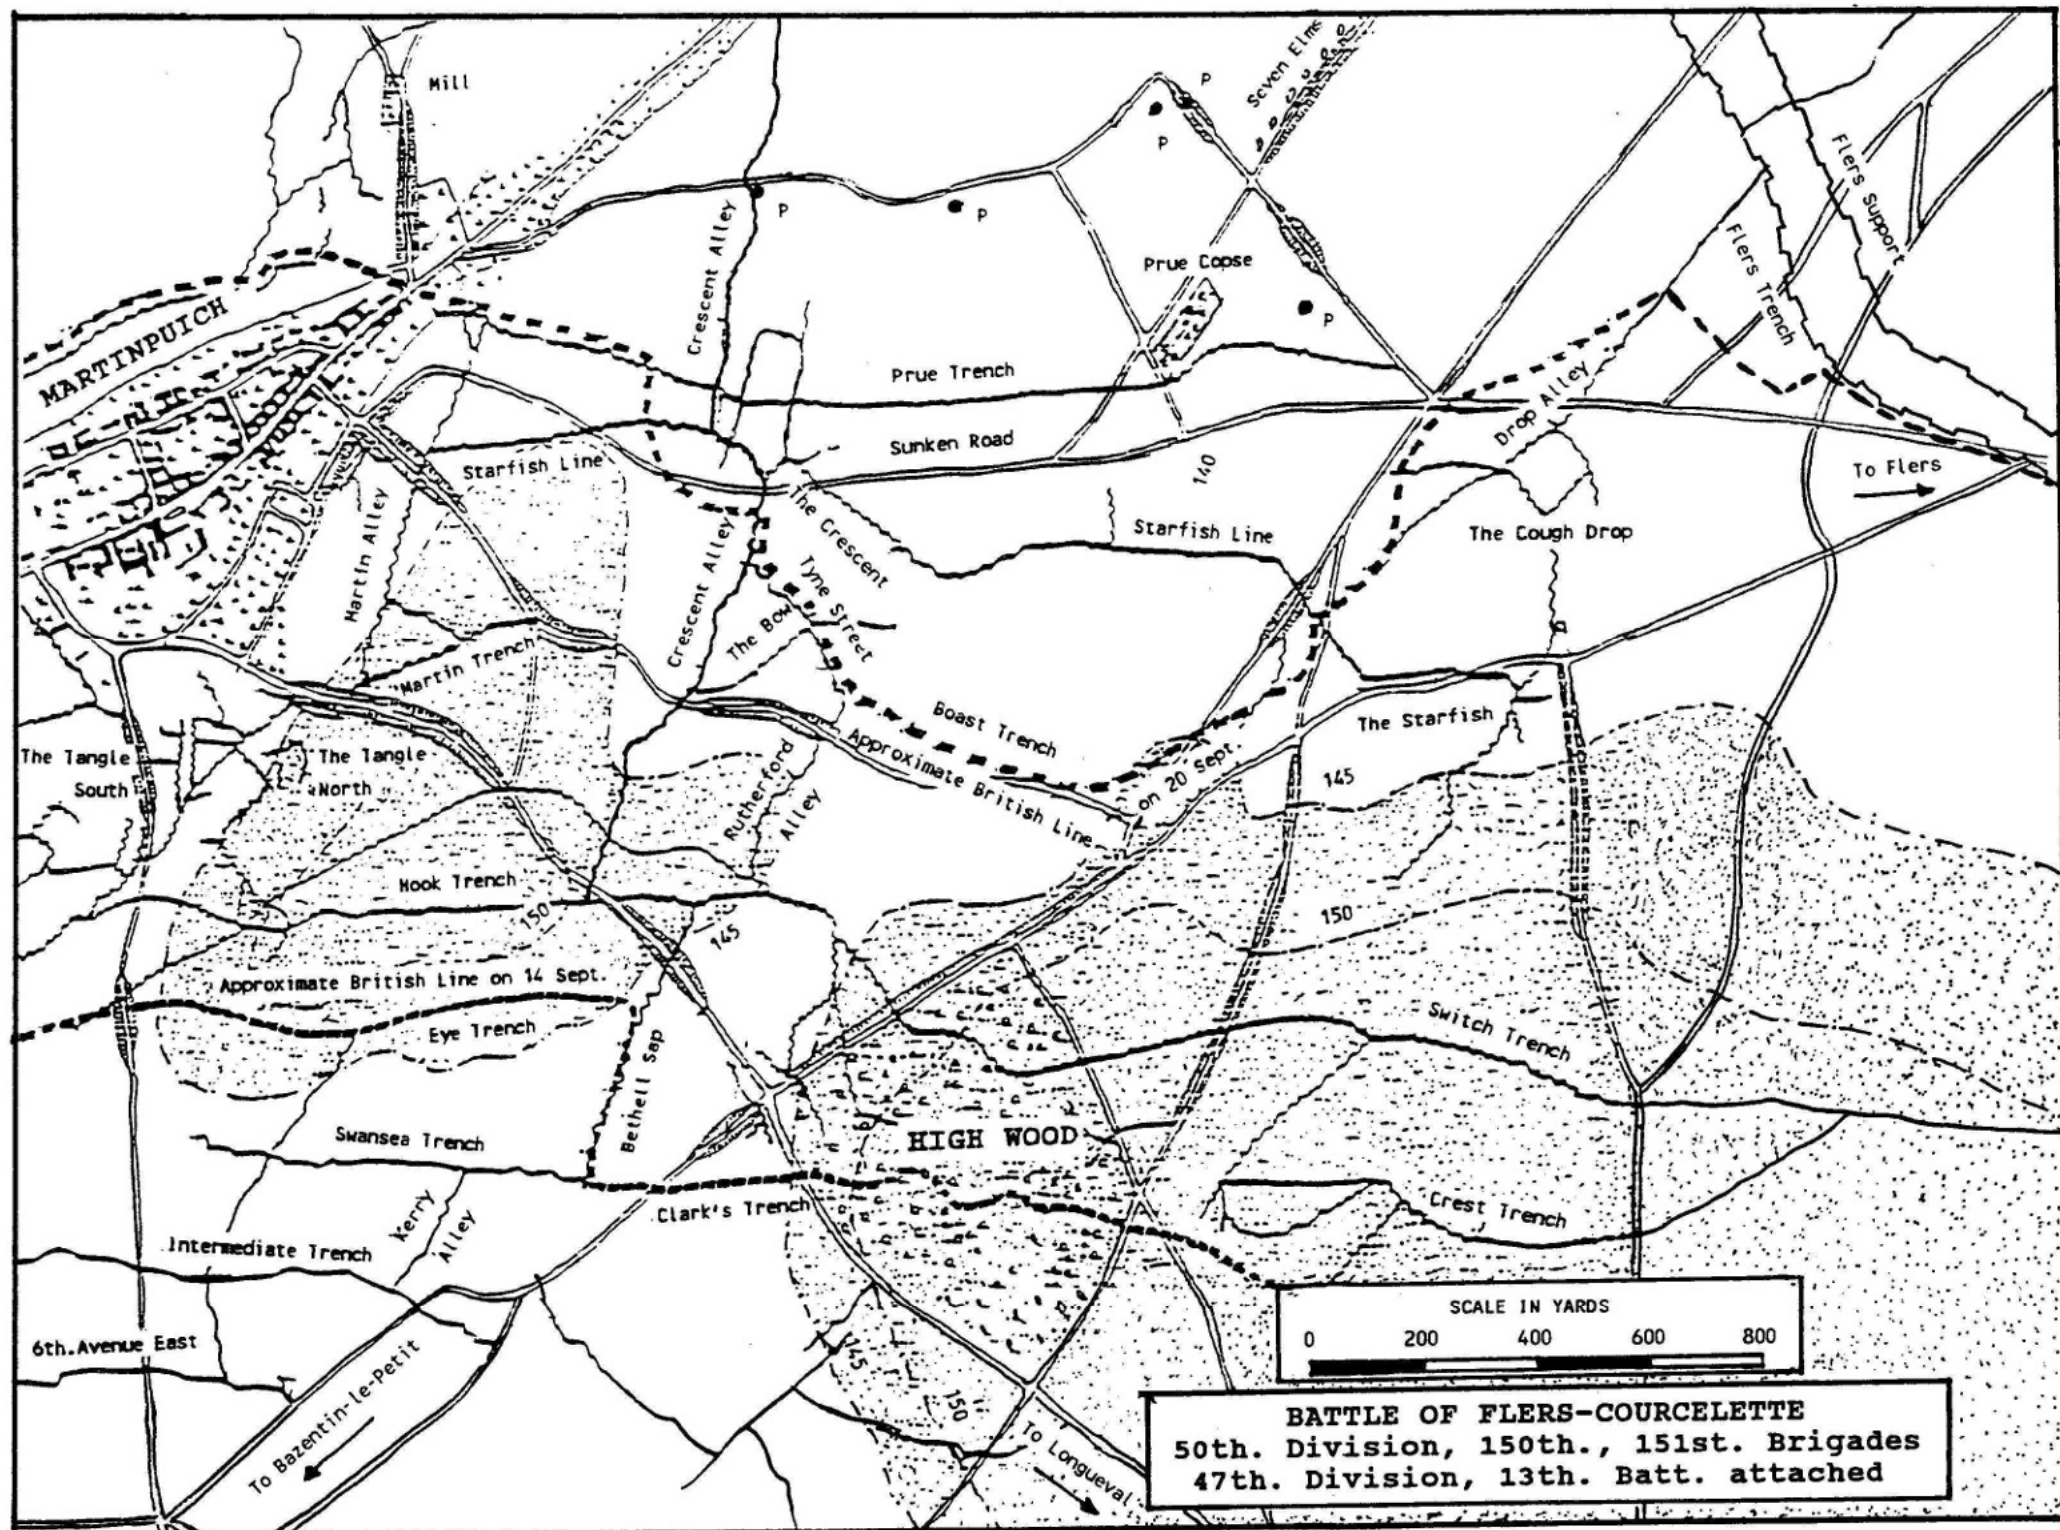 Mill
P
P
Seven Elms
Flers Support
Crescent Alley
P
P
Flers Trench
Prue Copse
P
MARTINPUICH
Prue Trench
Drop Alley
Sunken Road
Starfish Line
140
To Flers
Martin Alley
The Crescent
Starfish Line
The Cough Drop
Crescent Alley
Tyne Street
The Bow
Martin Trench
Boast Trench
The Starfish
The Tangle
South
The Tangle
North
Approximate British Line
on 20 Sept.
145
Rutherford
Alley
Hook Trench
150
145
150
Approximate British Line on 14 Sept.
Eye Trench
Switch Trench
Bethell Sap
Swansea Trench
HIGH WOOD
Kerry
Alley
Clark's Trench
Crest Trench
Intermediate Trench
SCALE IN YARDS
0 200 400 600 800
6th.Avenue East
145
150
To Bazentin-le-Petit
To Longueval
BATTLE OF FLERS-COURCELETTE
50th. Division, 150th., 151st. Brigades
47th. Division, 13th. Batt. attached